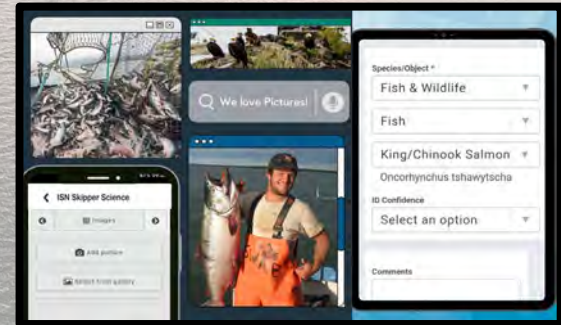 We love Pictures!
ISN Skipper Science
Images
Add picture
Select from gallery
Species/Object *
Fish & Wildlife
Fish
King/Chinook Salmon
Oncorhynchus tshawytscha
ID Confidence
Select an option
Comments